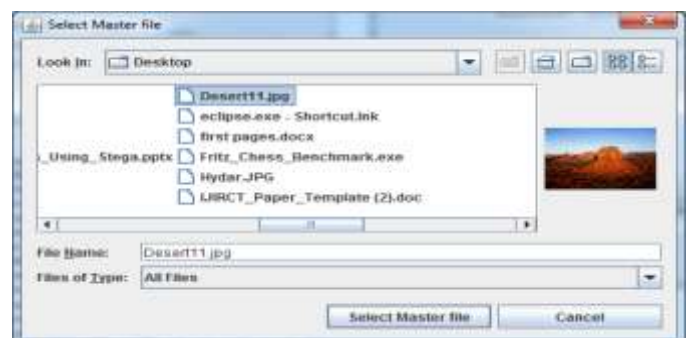 Select Master file
Look In: Desktop
Desert11.jpg
eclipse.exe - Shortcut.lnk
first pages.docx
_Using_Stega.pptx Fritz_Chess_Benchmark.exe
Hydar.JPG
IJIRCT_Paper_Template (2).doc
File Name: Desert11.jpg
Files of Type: All Files
Select Master file Cancel